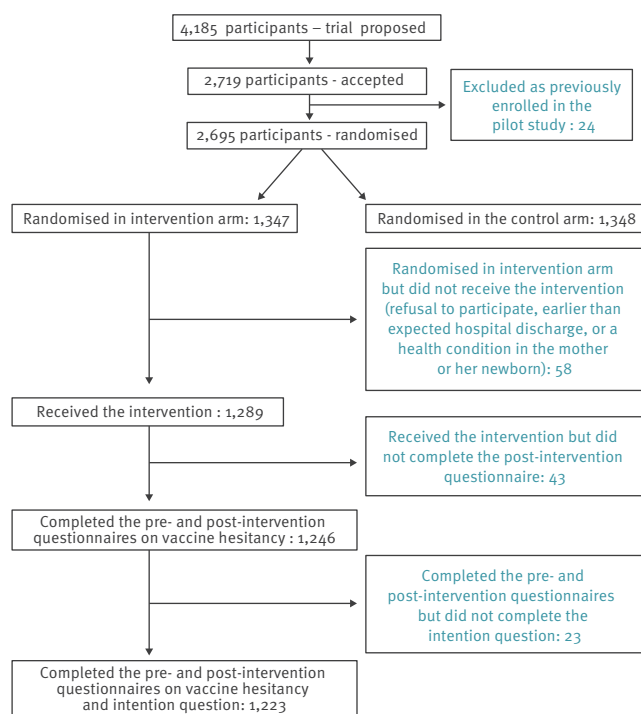 4,185 participants – trial proposed
2,719 participants - accepted
Excluded as previously
enrolled in the
pilot study : 24
2,695 participants - randomised
Randomised in intervention arm: 1,347
Randomised in the control arm: 1,348
Randomised in intervention arm
but did not receive the intervention
(refusal to participate, earlier than
expected hospital discharge, or a
health condition in the mother
or her newborn): 58
Received the intervention : 1,289
Received the intervention but did
not complete the post-intervention
questionnaire: 43
Completed the pre- and post-intervention
questionnaires on vaccine hesitancy : 1,246
Completed the pre- and
post-intervention questionnaires
but did not complete the
intention question: 23
Completed the pre- and post-intervention
questionnaires on vaccine hesitancy
and intention question: 1,223